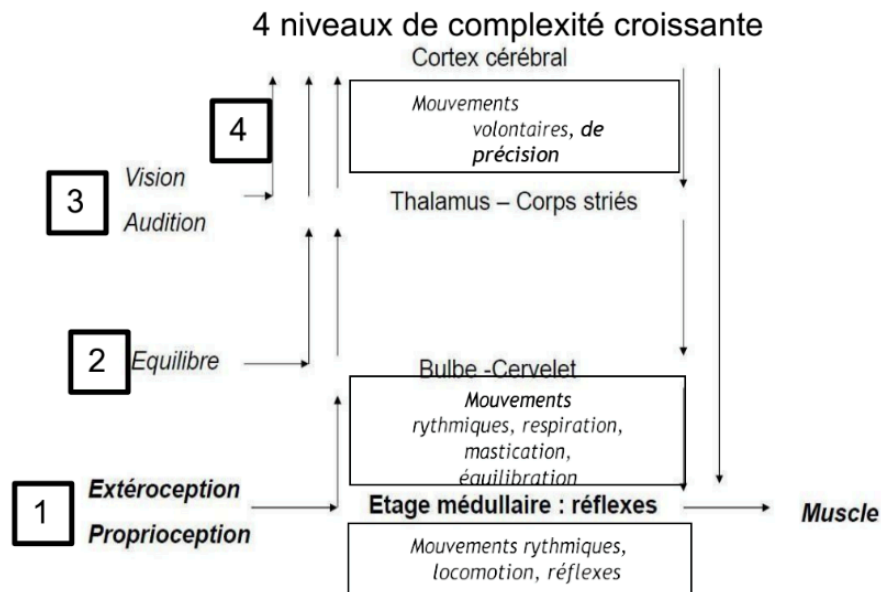 4 niveaux de complexité croissante
Cortex cérébral
Mouvements
volontaires, de
précision
4
3
Vision
Audition
Thalamus – Corps striés
2
Equilibre
Bulbe -Cervelet
Mouvements
rythmiques, respiration,
mastication,
équilibration
1
Extéroception
Proprioception
Etage médullaire : réflexes
Muscle
Mouvements rythmiques,
locomotion, réflexes